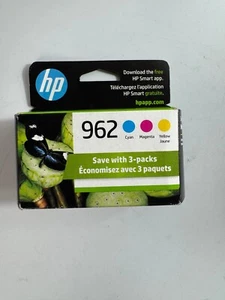 hp
Download the free
HP Smart app.
Téléchargez l'application
HP Smart gratuite.
hpapp.com
962
Cyan
Magenta
Yellow
Jaune
Save with 3-packs
Économisez avec 3 paquets